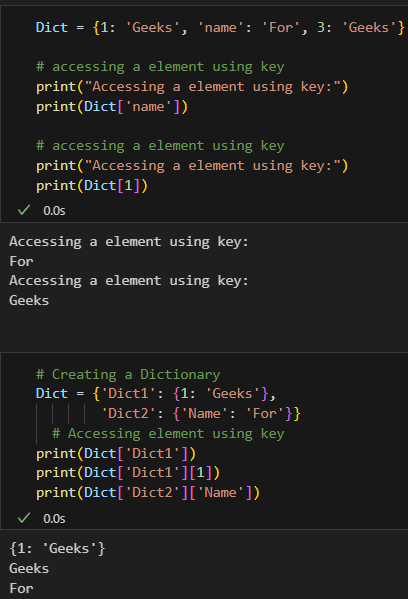 Dict = {1: 'Geeks', 'name': 'For', 3: 'Geeks'}
# accessing a element using key
print("Accessing a element using key:")
print(Dict['name'])
# accessing a element using key
print("Accessing a element using key:")
print(Dict[1])
0.0s
Accessing a element using key:
For
Accessing a element using key:
Geeks
# Creating a Dictionary
Dict = {'Dict1': {1: 'Geeks'},
'Dict2': {'Name': 'For'}}
# Accessing element using key
print(Dict['Dict1'])
print(Dict['Dict1'][1])
print(Dict['Dict2']['Name'])
0.0s
{1: 'Geeks'}
Geeks
For